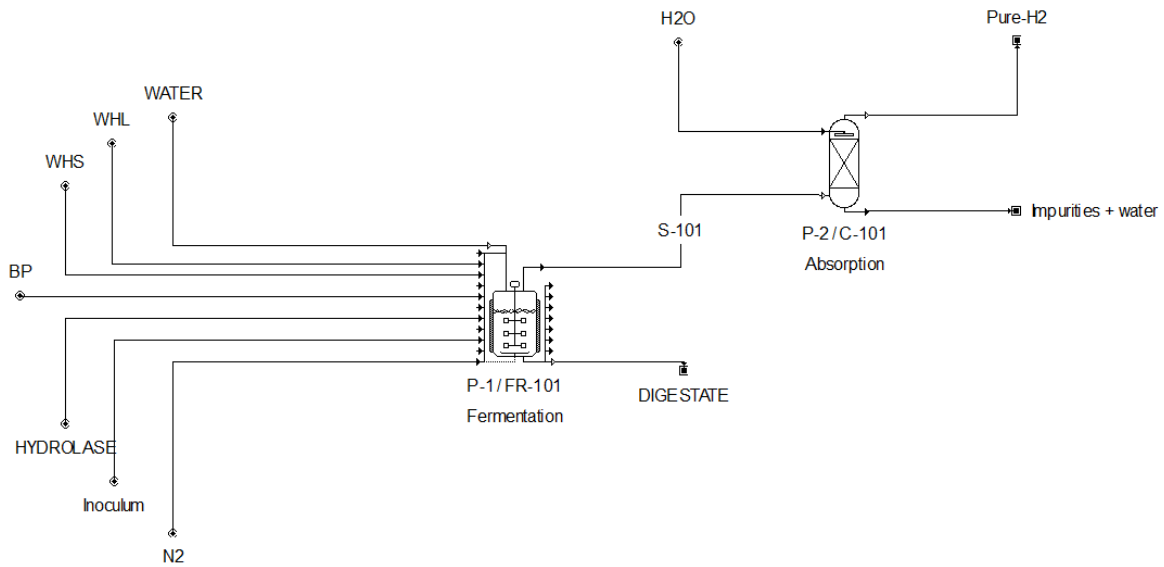 H2O
Pure-H2
WATER
WHL
WHS
BP
S-101
Impurities + water
P-2 / C-101
Absorption
P-1 / FR-101
Fermentation
DIGESTATE
HYDROLASE
Inoculum
N2